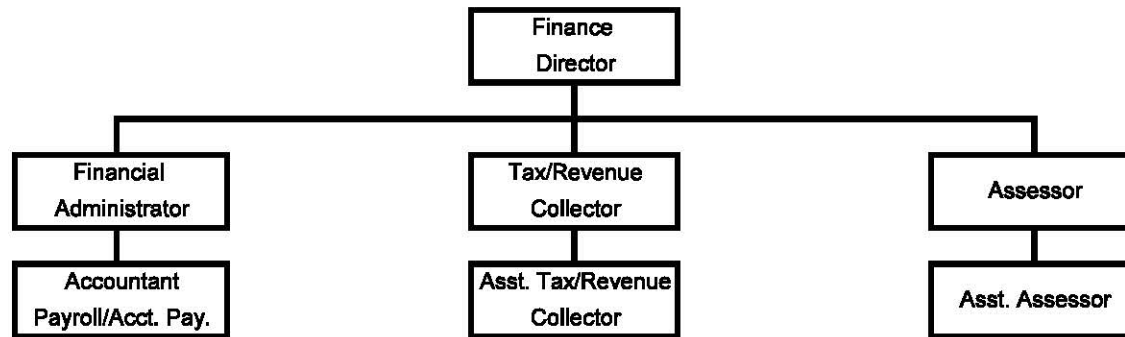 Finance
Director
Financial
Administrator
Tax/Revenue
Collector
Assessor
Accountant
Payroll/Acct. Pay.
Asst. Tax/Revenue
Collector
Asst. Assessor